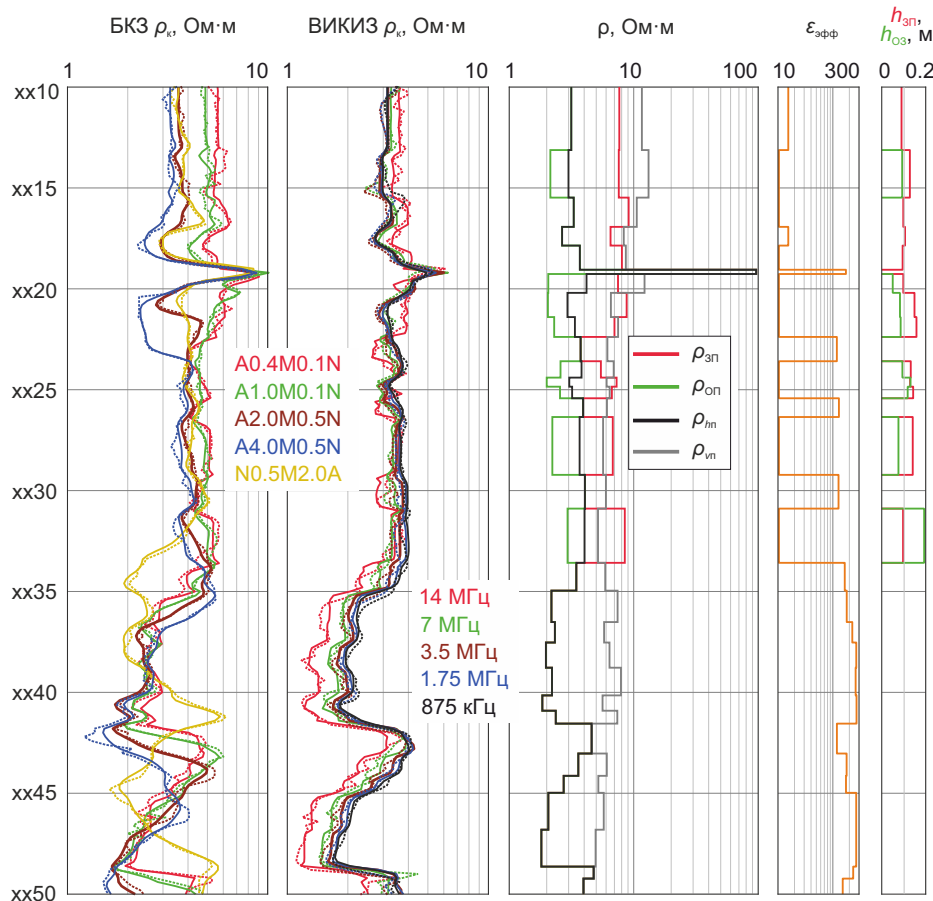 БКЗ ρк, Ом·м
ВИКИЗ ρк, Ом·м
ρ, Ом·м
εэфф
hЗП,
hОЗ, м
1 10
1 10
1 10 100
10 300
0 0.2
xx10
xx15
xx20
xx25
xx30
xx35
xx40
xx45
xx50
A0.4M0.1N
A1.0M0.1N
A2.0M0.5N
A4.0M0.5N
N0.5M2.0A
14 МГц
7 МГц
3.5 МГц
1.75 МГц
875 кГц
ρЗП
ρОП
ρhп
ρvп